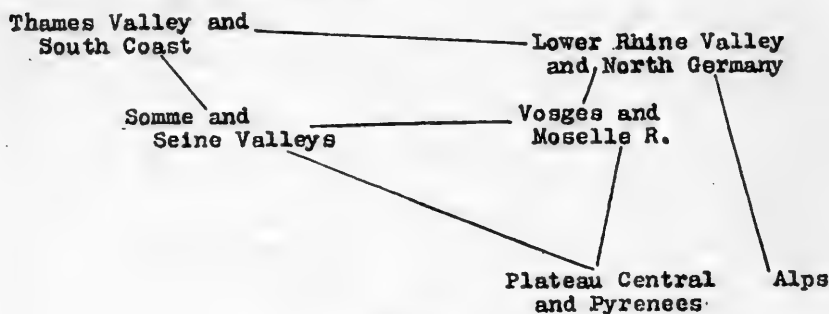 Thames Valley and
South Coast
Lower Rhine Valley
and North Germany
Somme and
Seine Valleys
Vosges and
Moselle R.
Plateau Central
and Pyrenees
Alps